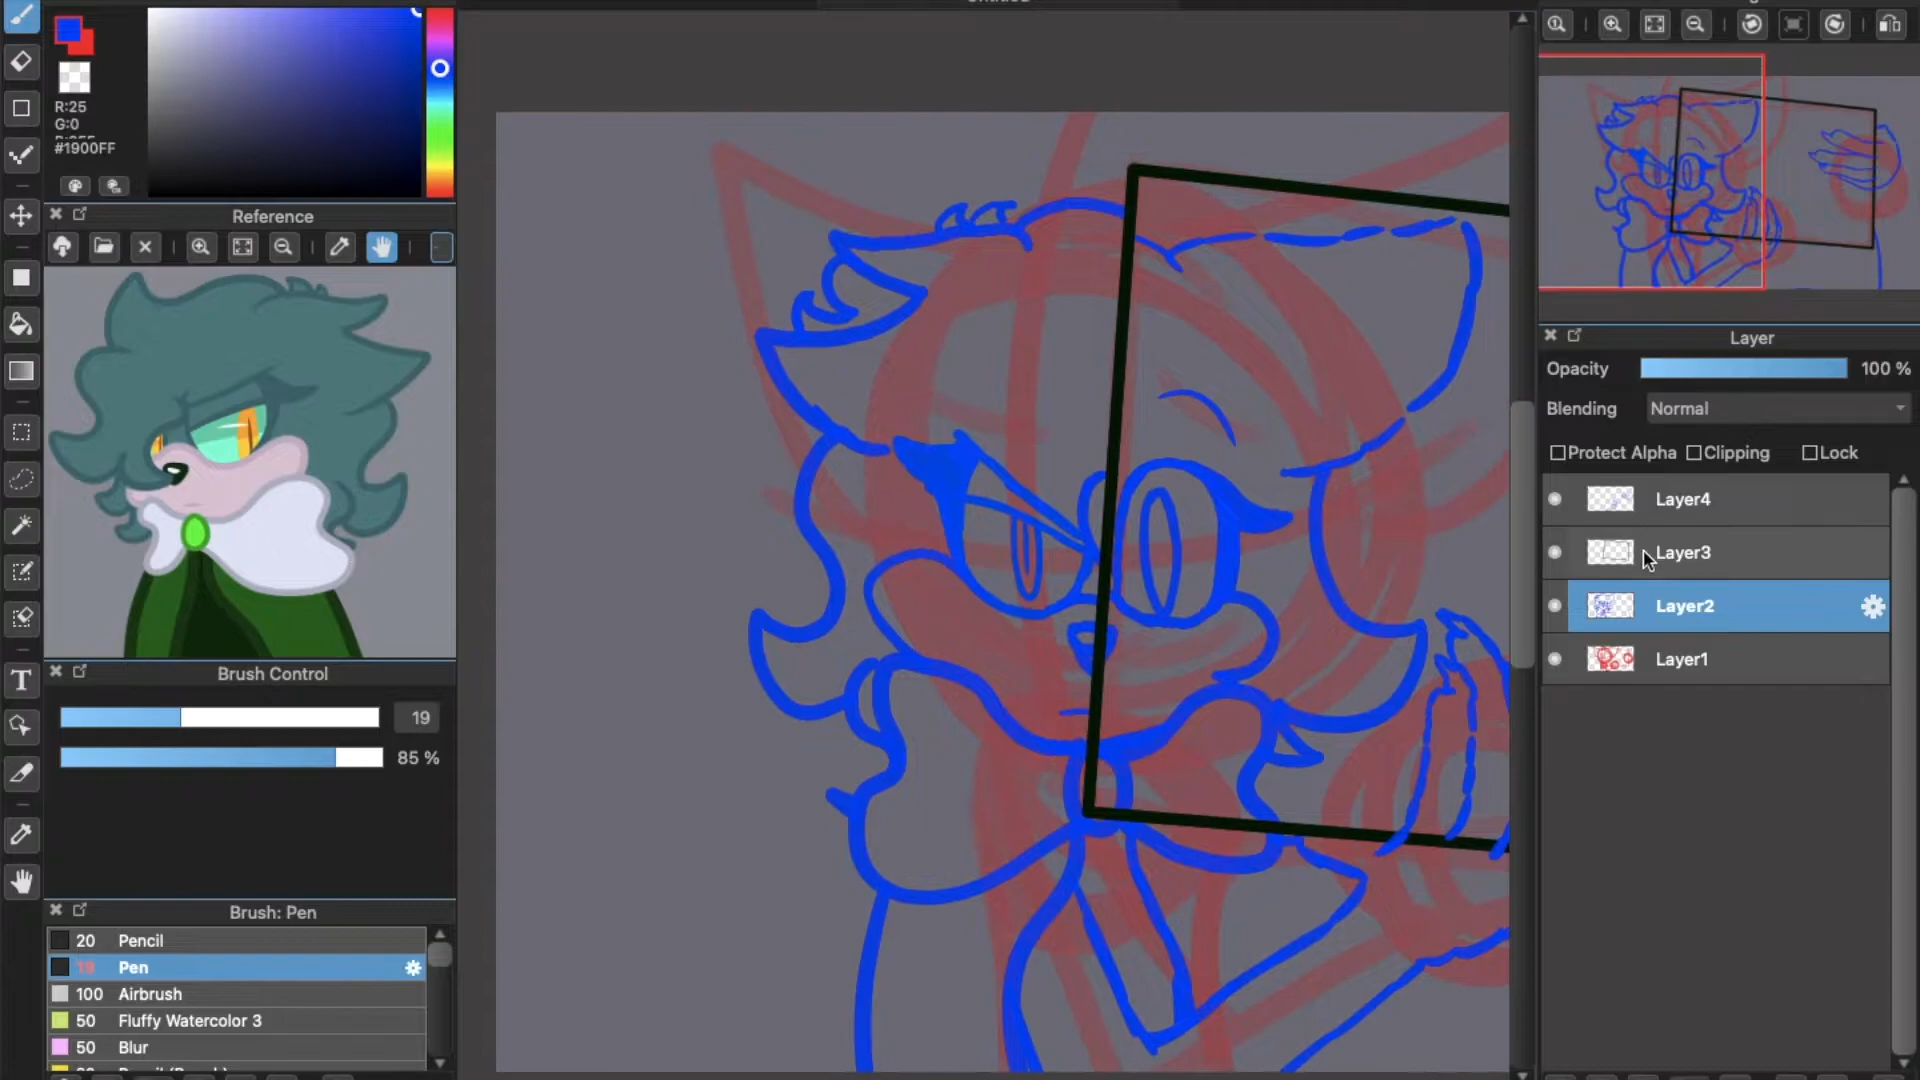 R:25
G:0
#1900FF
Reference
Brush Control
19
85 %
Brush: Pen
20 Pencil
19 Pen
100 Airbrush
50 Fluffy Watercolor 3
50 Blur
Layer
Opacity 100 %
Blending Normal
Protect Alpha Clipping Lock
Layer4
Layer3
Layer2
Layer1